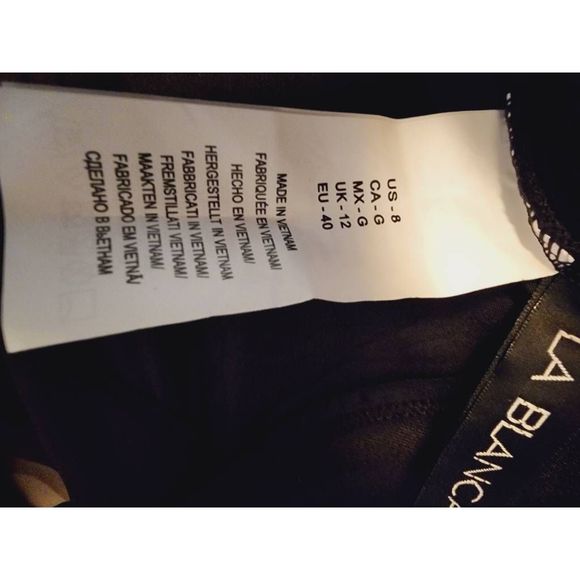 US - 8
CA - G
MX - G
UK - 12
EU - 40
MADE IN VIETNAM
FABRIQUÉE EN VIETNAM/
HECHO EN VIETNAM/
HERGESTELLT IN VIETNAM
FABBRICATI IN VIETNAM/
FREMSTILLATI VIETNAM/
MAAKTEN IN VIETNAM/
FABRICADO EM VIETNÃ/
СДЕЛАНО В ВЬЕТНАМ
LA BLANCA